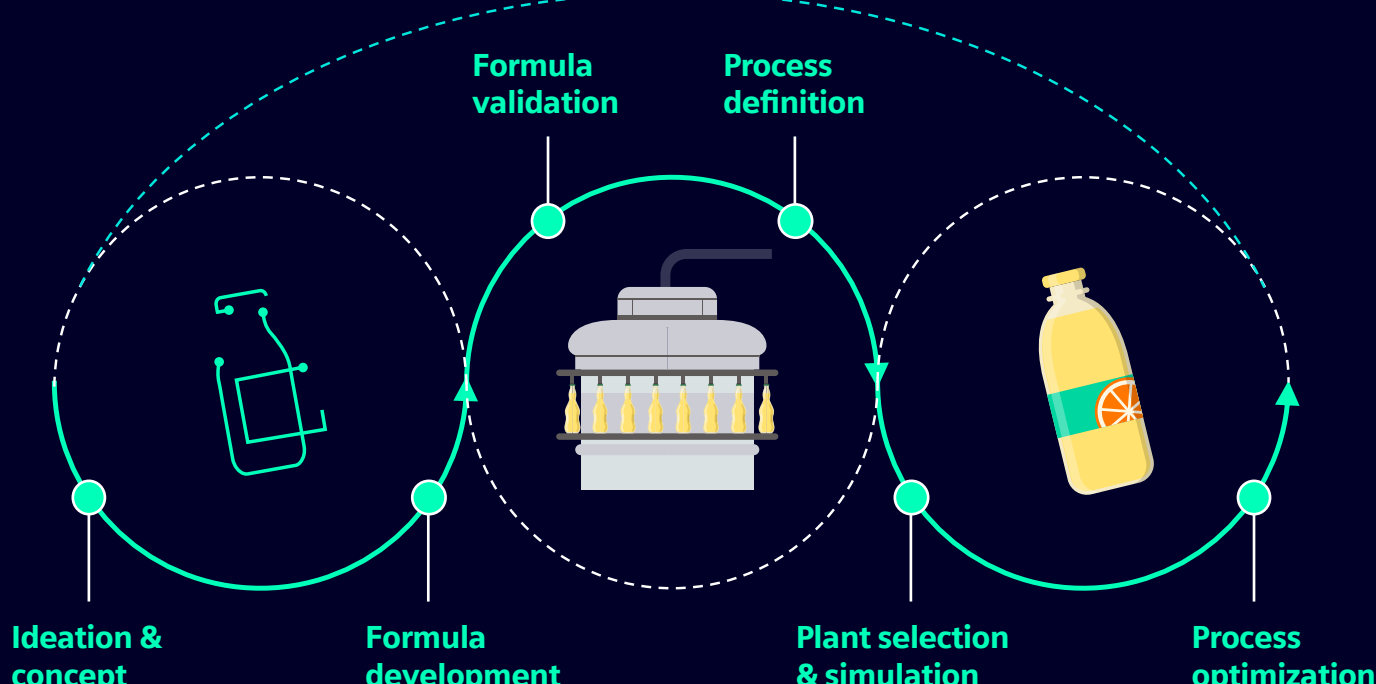 Formula
validation
Process
definition
Ideation &
concept
Formula
development
Plant selection
& simulation
Process
optimization